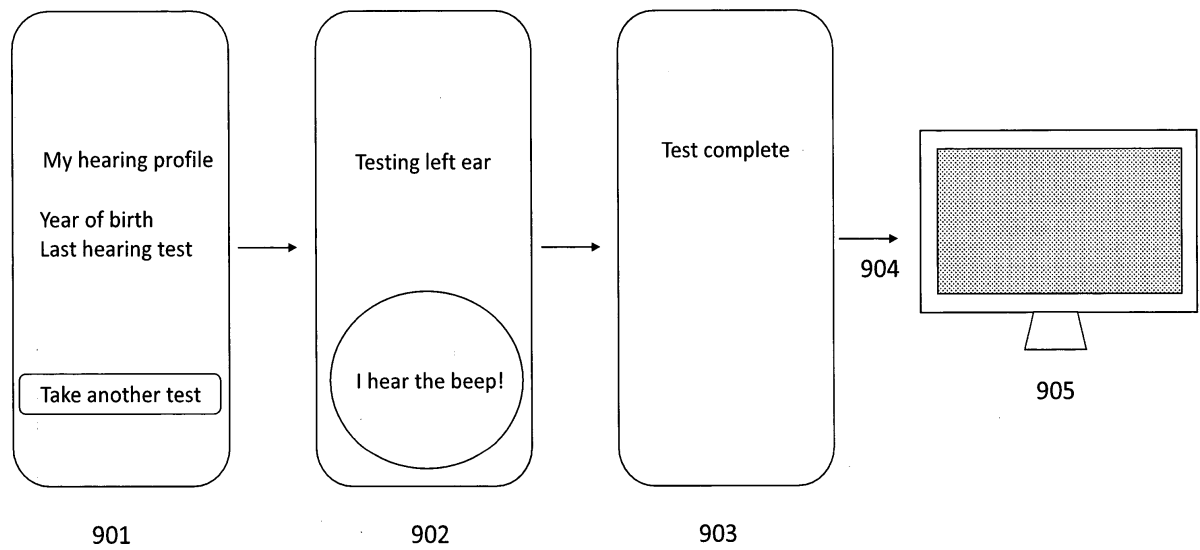 My hearing profile
Year of birth
Last hearing test
Take another test
901
Testing left ear
I hear the beep!
902
Test complete
903
904
905